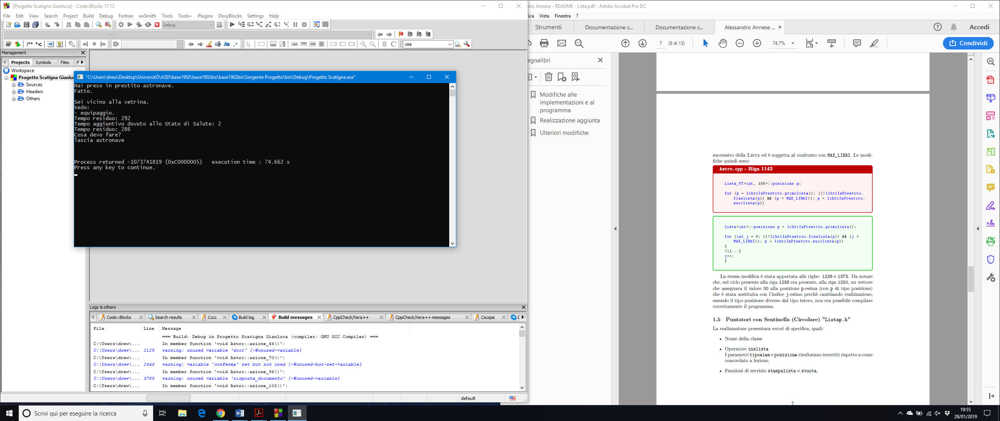 [Progetto Scatigna Gianluca] - Code::Blocks 17.12
File Edit View Search Project Build Debug Fortran wxSmith Tools Tools+ Plugins DoxyBlocks Settings Help
Debug
/** *<
usa
Management
Projects Symbols Files F
Workspace
Progetto Scatigna Gianluc
Sources
Headers
Others
"C:\Users\drew\Desktop\UniversitÓ\ASD\base1902\base1902bis\base1902bis\Sorgente Progetto\bin\Debug\Progetto Scatigna.exe"
Hai preso in prestito astronave.
Fatto.
Sei vicino alla vetrina.
Vedo:
- equipaggio.
Tempo residuo: 292
Tempo aggiuntivo dovuto allo Stato di Salute: 2
Tempo residuo: 286
Cosa devo fare?
lascia astronave
Process returned -1073741819 (0xC0000005) execution time : 74.662 s
Press any key to continue.
Logs & others
Code::Blocks Search results Cccc Build log Build messages CppCheck/Vera++ CppCheck/Vera++ messages Cscope
File Line Message
=== Build: Debug in Progetto Scatigna Gianluca (compiler: GNU GCC Compiler) ===
C:\Users\drew\... In member function 'void Astro::azione_46()':
C:\Users\drew\... 2125 warning: unused variable 'doc1' [-Wunused-variable]
C:\Users\drew\... In member function 'void Astro::azione_70()':
C:\Users\drew\... 2646 warning: variable 'conferma' set but not used [-Wunused-but-set-variable]
C:\Users\drew\... In member function 'void Astro::azione_96()':
C:\Users\drew\... 3788 warning: unused variable 'risposta_documento' [-Wunused-variable]
C:\Users\drew\... In member function 'void Astro::azione_102()':
default
dro Annese - README - Liste.pdf - Adobe Acrobat Pro DC
ica Vista Finestra ?
Strumenti Documentazione c... Documentazione c... Alessandro Annese ... Accedi
7 (9 di 13) 74,7% Condividi
egnalibri
Modifiche alle
implementazioni e al
programma
Realizzazione aggiunta
Ulteriori modifiche
successivo della LISTA ed è soggetta al confronto con MAX_LIBRI. Le modi-
fiche quindi sono:
Astro.cpp - Riga 1142
Lista_VT<int, 100>::posizione p;
for (p = libriInPrestito.primolista(); ((!libriInPrestito.
finelista(p)) && (p < MAX_LIBRI)); p = libriInPrestito.
succlista(p))
Lista<int>::posizione p = libriInPrestito.primolista();
for (int j = 0; ((!libriInPrestito.finelista(p)) && (j <
MAX_LIBRI)); p = libriInPrestito.succlista(p))
{
\\[...]
j++;
}
La stessa modifica è stata apportata alle righe: 1238 e 1373. Da notare
che, nel ciclo presente alla riga 1238 era presente, alla riga 1250, un vettore
che assegnava il valore 30 alla posizione p-esima (con p di tipo posizione)
che è stata sostituita con l'indice j-esimo perchè cambiando realizzazione,
essendo il tipo posizione diverso dal tipo intero, non era possibile compilare
correttamente il programma.
1.5 Puntatori con Sentinella (Circolare) "Listap.h"
La realizzazione presentava errori di specifica, quali:
• Nome della classe
• Operatore inslista
I parametri tipoelem e posizione risultavano invertiti rispetto a come
concordato a lezione.
• Funzioni di servizio stampalista e svuota.
7
Scrivi qui per eseguire la ricerca
19:55
28/01/2019